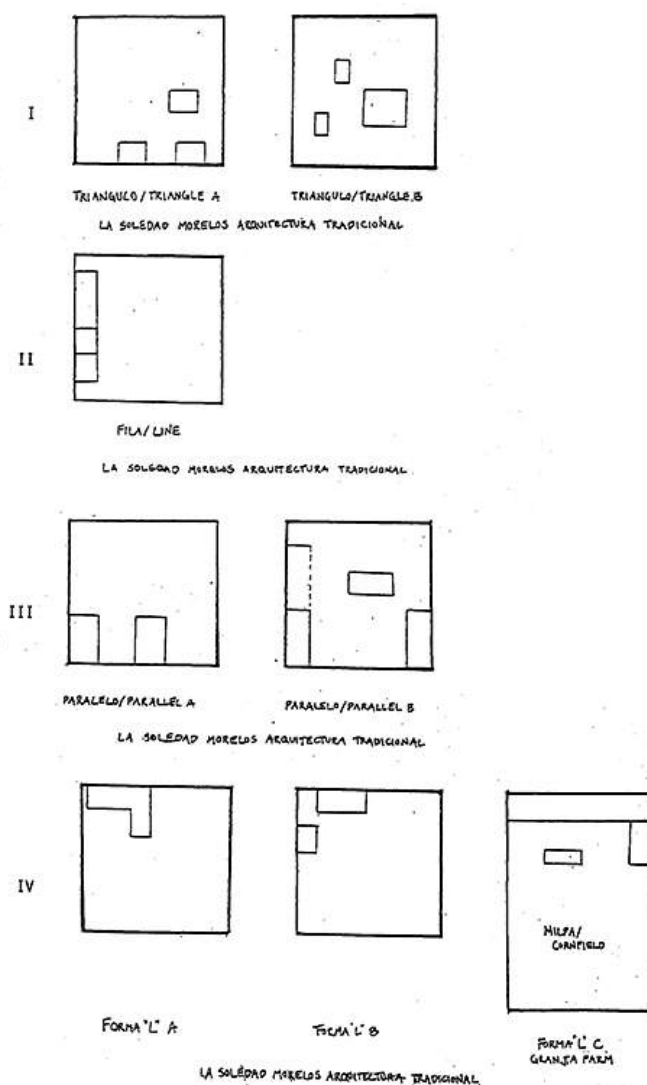 I
TRIANGULO/TRIANGLE A
TRIANGULO/TRIANGLE B
LA SOLEDAD MORELOS ARQUITECTURA TRADICIONAL
II
FILA/LINE
LA SOLEDAD MORELOS ARQUITECTURA TRADICIONAL
III
PARALELO/PARALLEL A
PARALELO/PARALLEL B
LA SOLEDAD MORELOS ARQUITECTURA TRADICIONAL
IV
MILPA/
CORNFIELD
FORMA "L" A
FORMA "L" B
FORMA "L" C
GRANJA FARM
LA SOLEDAD MORELOS ARQUITECTURA TRADICIONAL